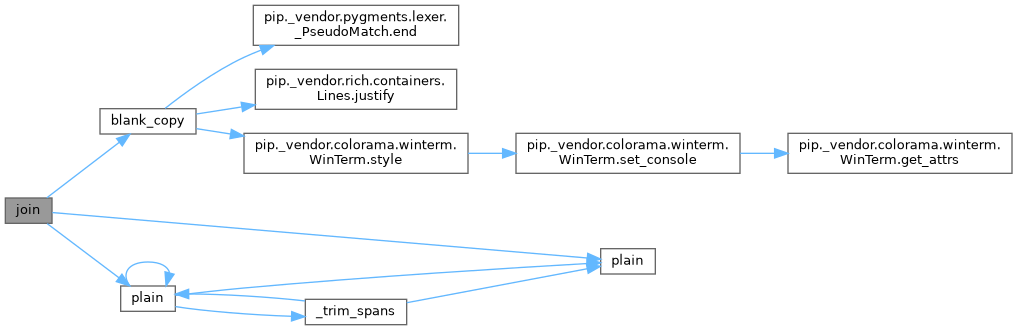 pip._vendor.pygments.lexer.
_PseudoMatch.end
pip._vendor.rich.containers.
Lines.justify
blank_copy
pip._vendor.colorama.winterm.
WinTerm.style
pip._vendor.colorama.winterm.
WinTerm.set_console
pip._vendor.colorama.winterm.
WinTerm.get_attrs
join
plain
plain
_trim_spans